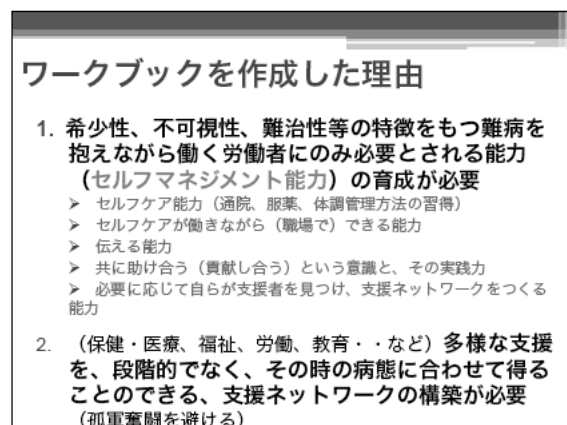 ワークブックを作成した理由
1. 希少性、不可視性、難治性等の特徴をもつ難病を
抱えながら働く労働者にのみ必要とされる能力
（セルフマネジメント能力）の育成が必要
➢ セルフケア能力（通院、服薬、体調管理方法の習得）
➢ セルフケアが働きながら（職場で）できる能力
➢ 伝える能力
➢ 共に助け合う（貢献し合う）という意識と、その実践力
➢ 必要に応じて自らが支援者を見つけ、支援ネットワークをつくる
能力
2. （保健・医療、福祉、労働、教育・・など）多様な支援
を、段階的でなく、その時の病態に合わせて得る
ことのできる、支援ネットワークの構築が必要
（孤軍奮闘を避ける）